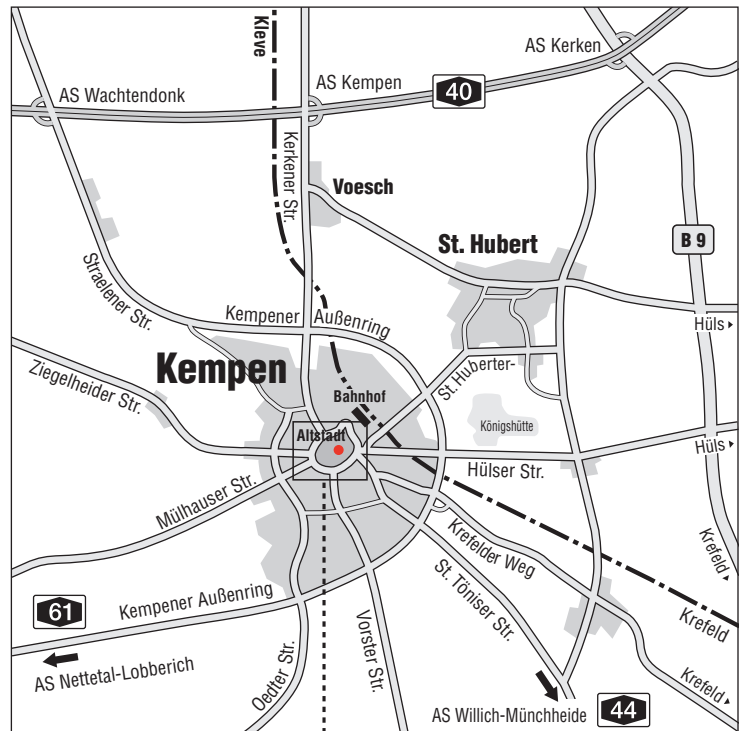 Kleve
AS Kerken
AS Wachtendonk
AS Kempen
40
Kerkener Str.
Voesch
St. Hubert
B 9
Straelener Str.
Kempener Außenring
Hüls
Kempen
Ziegelheider Str.
Bahnhof
St. Huberter-
Königshütte
Altstadt
Hüls
Hülser Str.
Mülhauser Str.
Krefelder Weg
Krefeld
St. Töniser Str.
61
Kempener Außenring
Vorster Str.
Oedter Str.
Krefeld
AS Nettetal-Lobberich
Krefeld
AS Willich-Münchheide
44